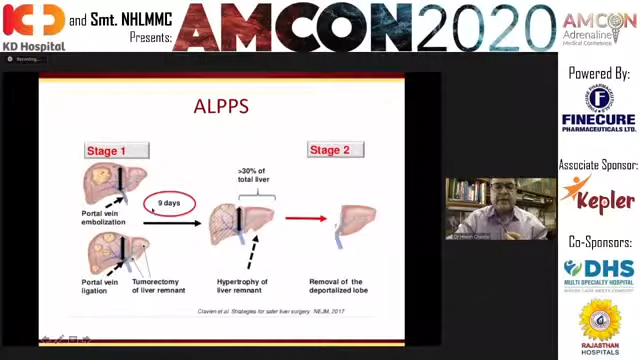 KD Hospital
and Smt. NHLMMC
Presents:
AMCON2020
AMCON
Adrenaline
Medical Conference
Recording...
ALPPS
Stage 1
Stage 2
>30% of
total liver
9 days
Portal vein
embolization
Portal vein
ligation
Tumorectomy
of liver remnant
Hypertrophy of
liver remnant
Removal of the
deportalized lobe
Clavien et al Strategies for safer liver surgery NEJM, 2017
Powered By:
F
FINECURE
PHARMACEUTICALS LTD.
Associate Sponsor:
Kepler
Co-Sponsors:
DHS
MULTI SPECIALITY HOSPITAL
RAJASTHAN
HOSPITALS